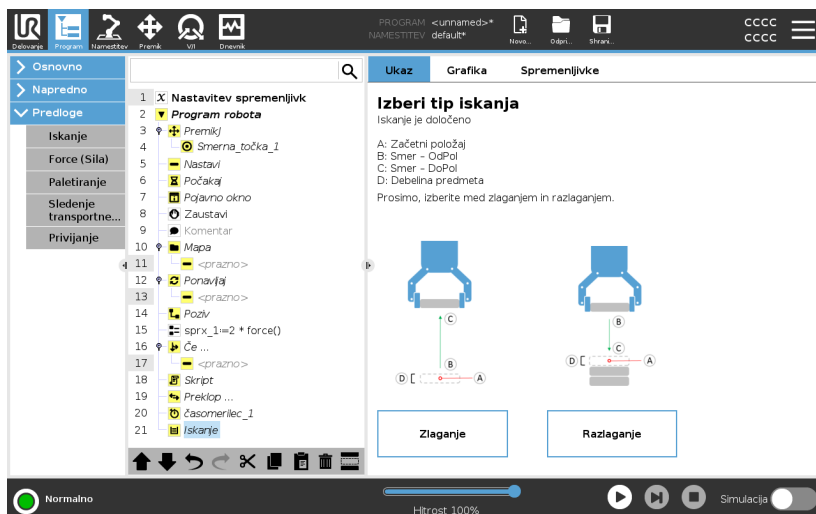 UR
PROGRAM <unnamed>*
NAMESTITEV default*
cccc
cccc
Delovanje Program Namestitev Premik V/I Dnevnik Novo... Odpri... Shrani...
Osnovno
Napredno
Predloge
Iskanje
Force (Sila)
Paletiranje
Sledenje
transportne...
Privijanje
1 X Nastavitev spremenljivk
2 Program robota
3 PremikJ
4 Smerna_točka_1
5 Nastavi
6 Počakaj
7 Pojavno okno
8 Zaustavi
9 Komentar
10 Mapa
11 <prazno>
12 Ponavljaj
13 <prazno>
14 Poziv
15 sprx_1≔2 * force()
16 Če ...
17 <prazno>
18 Skript
19 Preklop ...
20 časomerilec_1
21 Iskanje
Ukaz Grafika Spremenljivke
Izberi tip iskanja
Iskanje je določeno
A: Začetni položaj
B: Smer - OdPol
C: Smer - DoPol
D: Debelina predmeta
Prosimo, izberite med zlaganjem in razlaganjem.
C
B
D A
B
C
D A
Zlaganje Razlaganje
Normalno
Hitrost 100%
Simulacija